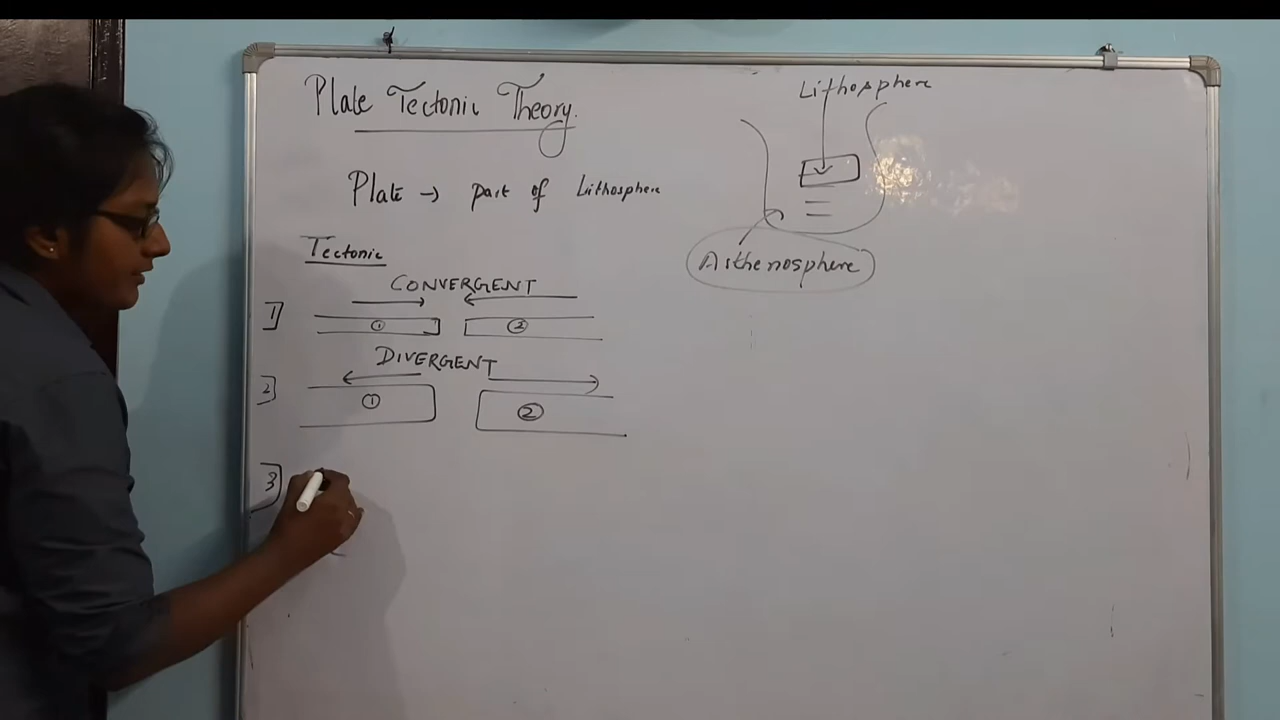 Plate Tectonic Theory.
Lithosphere
Plate → part of Lithosphere
Asthenosphere
Tectonic
CONVERGENT
1]
① ②
DIVERGENT
2]
① ②
3]